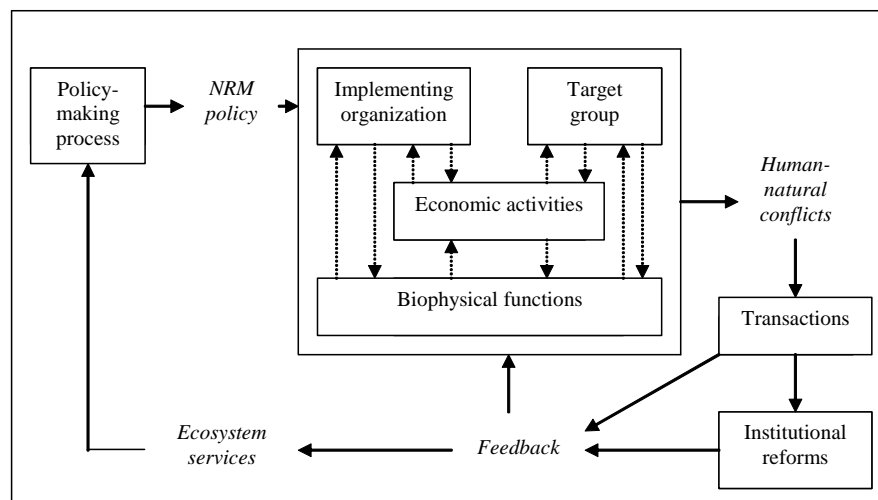 Policy-
making
process
NRM
policy
Implementing
organization
Target
group
Economic activities
Biophysical functions
Human-
natural
conflicts
Transactions
Institutional
reforms
Feedback
Ecosystem
services